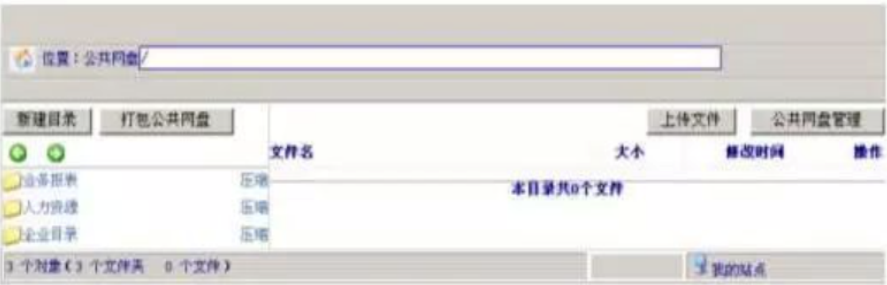 位置：公共网盘/
新建目录 打包公共网盘 上传文件 公共网盘管理
文件名 大小 修改时间 操作
业务报表 压缩
本目录共0个文件
人力资源 压缩
企业目录 压缩
3 个对象（3 个文件夹 0 个文件） 我的站点